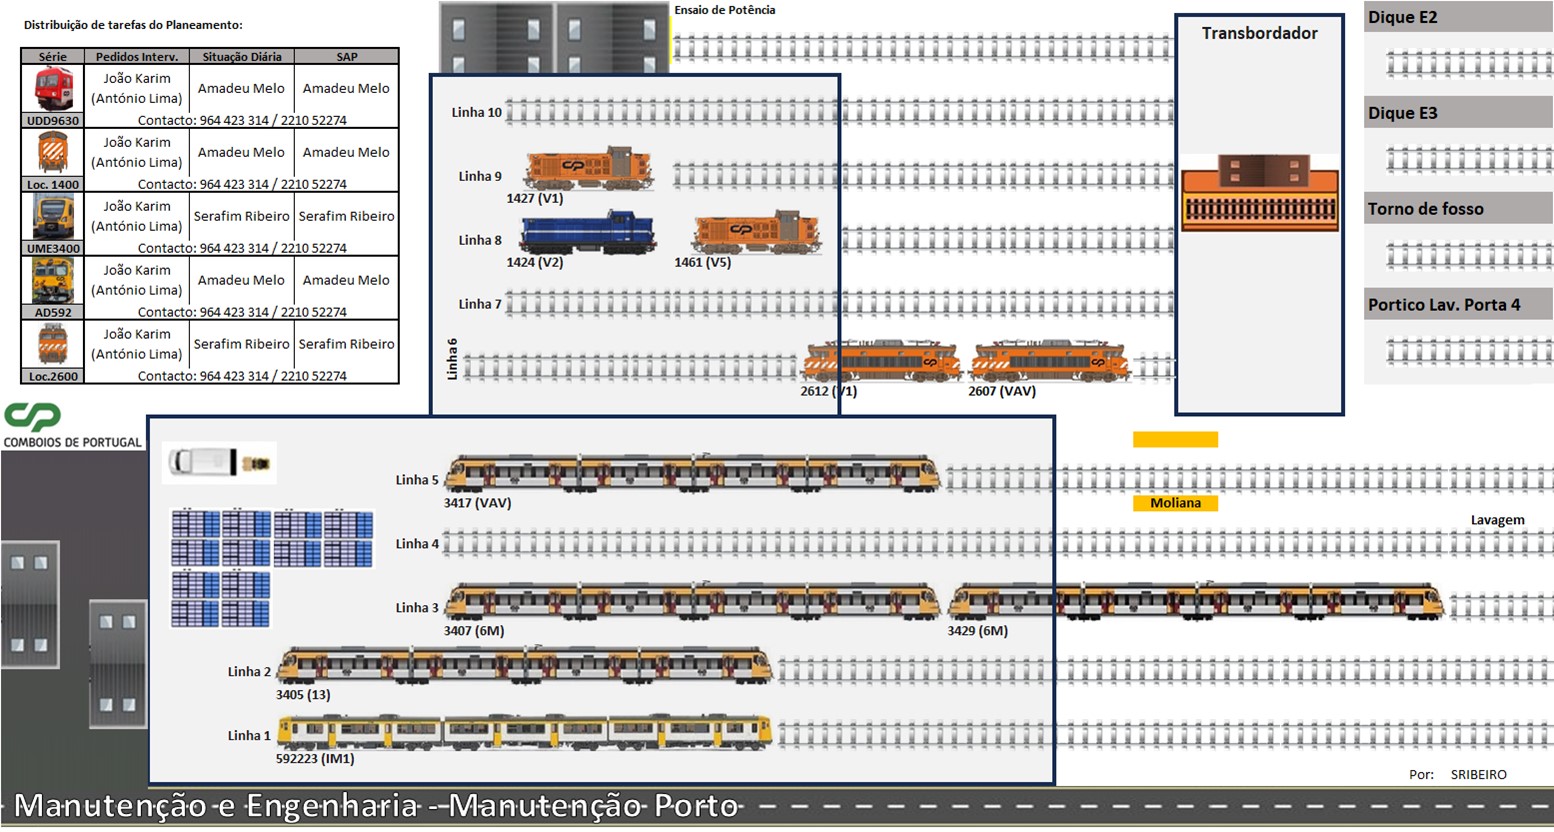 Distribuição de tarefas do Planeamento:
Série Pedidos Interv. Situação Diária SAP
João Karim
(António Lima) Amadeu Melo Amadeu Melo
UDD9630 Contacto: 964 423 314 / 2210 52274
João Karim
(António Lima) Amadeu Melo Amadeu Melo
Loc. 1400 Contacto: 964 423 314 / 2210 52274
João Karim
(António Lima) Serafim Ribeiro Serafim Ribeiro
UME3400 Contacto: 964 423 314 / 2210 52274
João Karim
(António Lima) Amadeu Melo Amadeu Melo
AD592 Contacto: 964 423 314 / 2210 52274
João Karim
(António Lima) Serafim Ribeiro Serafim Ribeiro
Loc.2600 Contacto: 964 423 314 / 2210 52274
CP
COMBOIOS DE PORTUGAL
Ensaio de Potência
Linha 10
Linha 9
1427 (V1)
Linha 8
1424 (V2) 1461 (V5)
Linha 7
Linha 6
2612 (V1) 2607 (VAV)
Transbordador
Dique E2
Dique E3
Torno de fosso
Portico Lav. Porta 4
Linha 5
3417 (VAV)
Moliana
Lavagem
Linha 4
Linha 3
3407 (6M) 3429 (6M)
Linha 2
3405 (13)
Linha 1
592223 (IM1)
Por: SRIBEIRO
Manutenção e Engenharia - Manutenção Porto